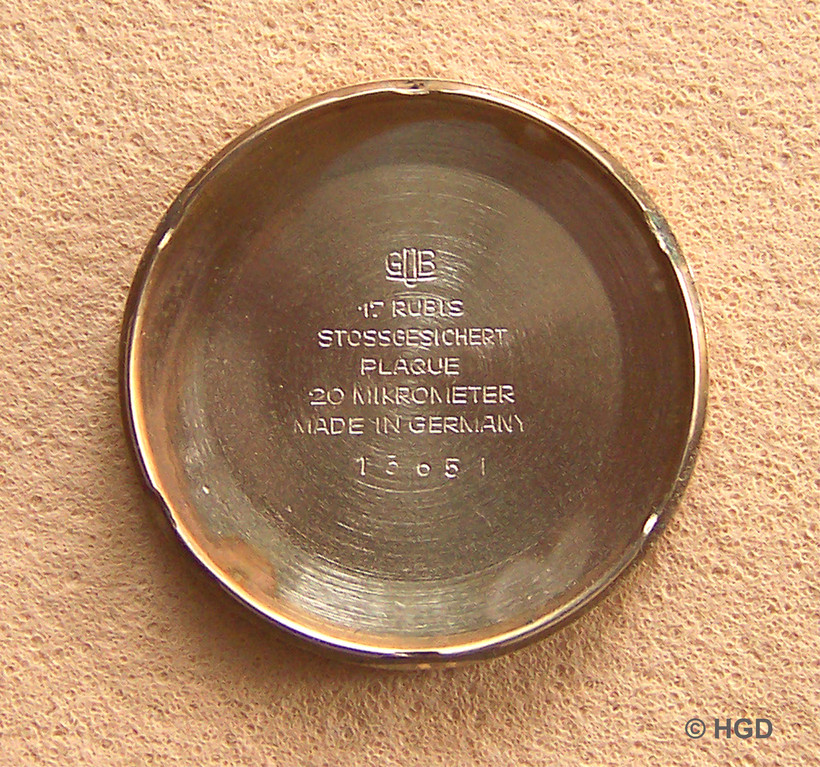 GUB
17 RUBIS
STOSSGESICHERT
PLAQUE
20 MIKROMETER
MADE IN GERMANY
13651
© HGD